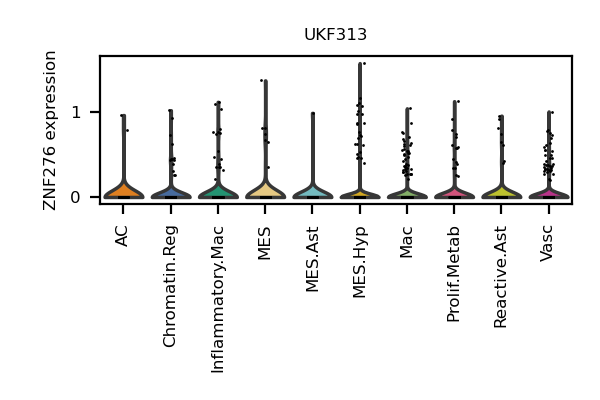 UKF313
ZNF276 expression
1
0
AC
Chromatin.Reg
Inflammatory.Mac
MES
MES.Ast
MES.Hyp
Mac
Prolif.Metab
Reactive.Ast
Vasc